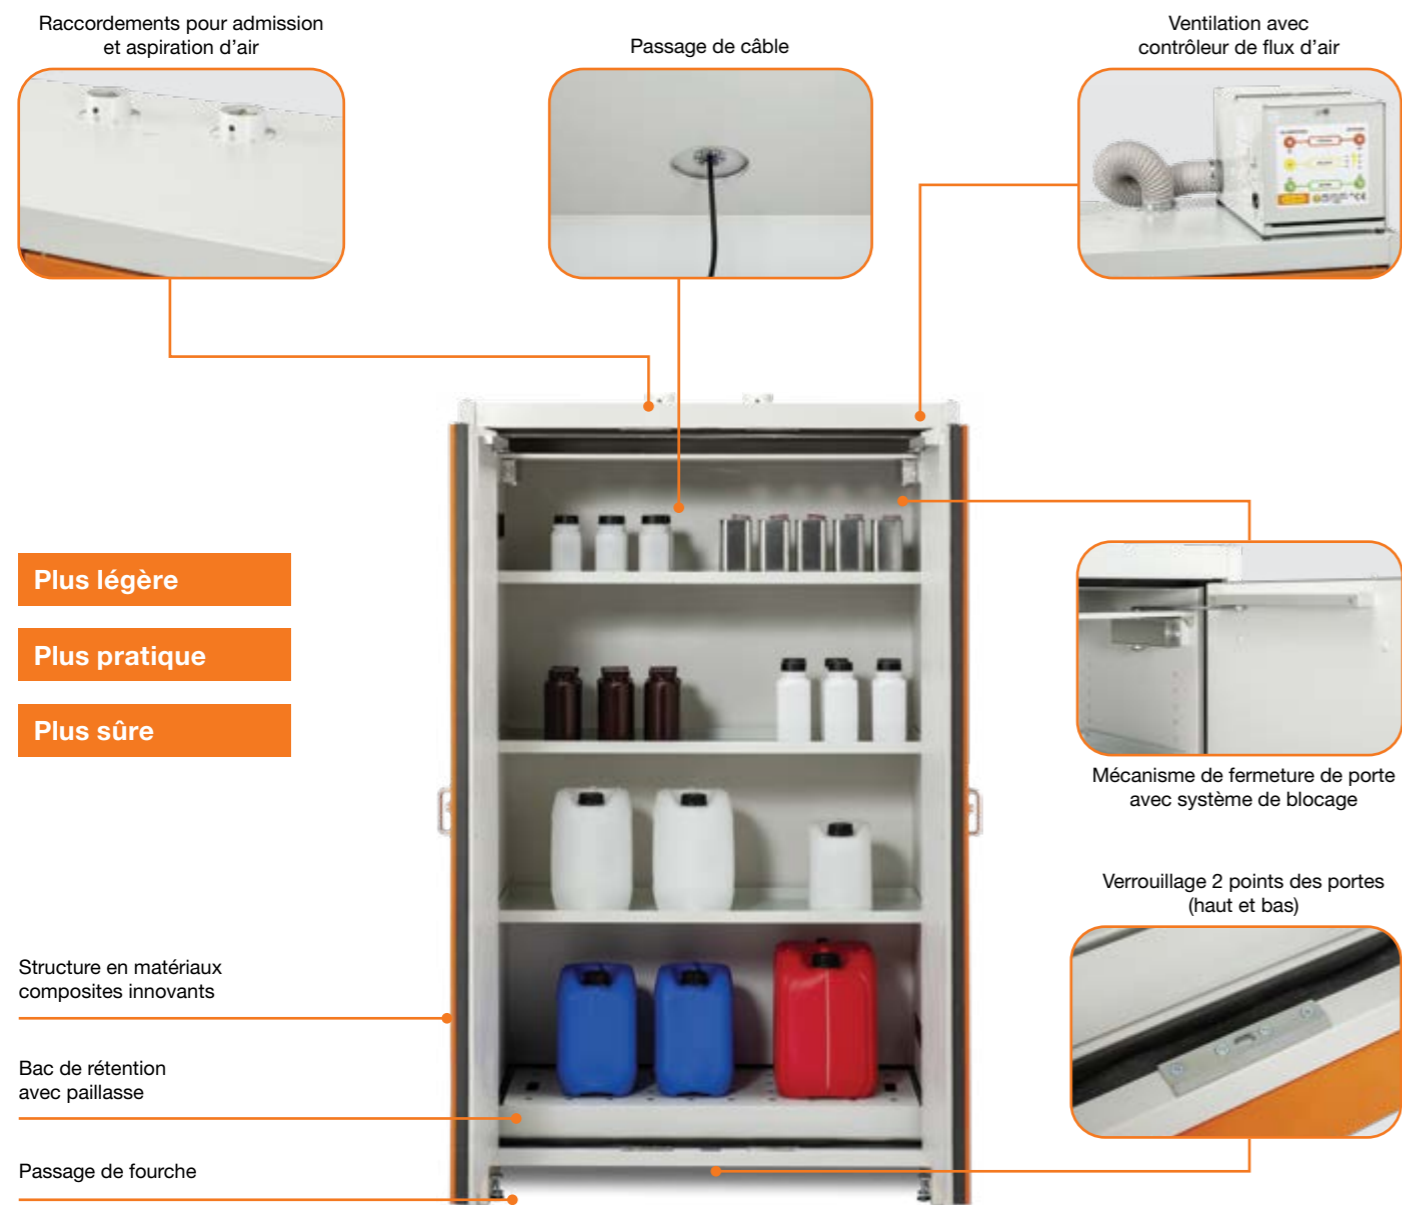 Raccordements pour admission
et aspiration d’air
Passage de câble
Ventilation avec
contrôleur de flux d’air
Plus légère
Plus pratique
Plus sûre
Mécanisme de fermeture de porte
avec système de blocage
Verrouillage 2 points des portes
(haut et bas)
Structure en matériaux
composites innovants
Bac de rétention
avec paillasse
Passage de fourche